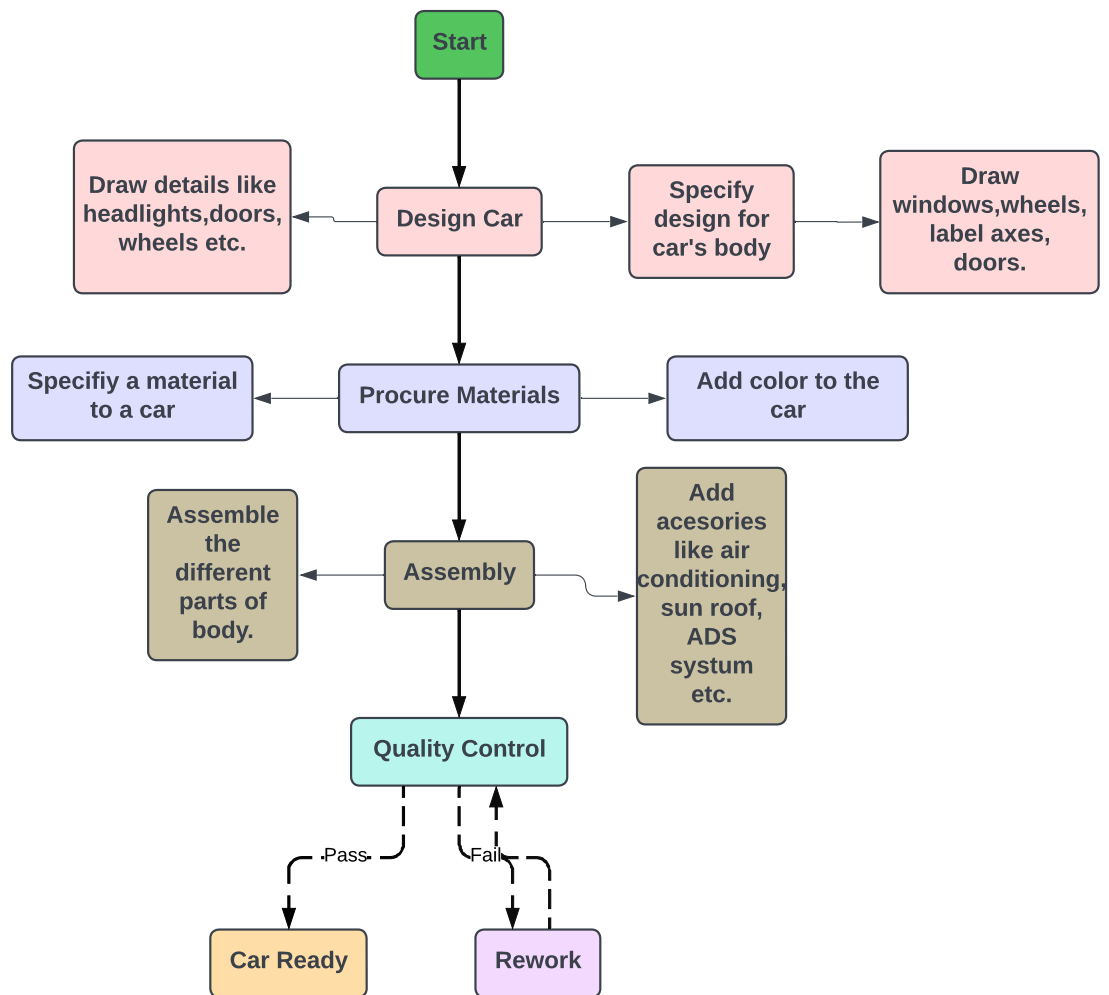 Start
Draw details like
headlights,doors,
wheels etc.
Design Car
Specify
design for
car's body
Draw
windows,wheels,
label axes,
doors.
Specifiy a material
to a car
Procure Materials
Add color to the
car
Assemble
the
different
parts of
body.
Assembly
Add
acesories
like air
conditioning,
sun roof,
ADS
systum
etc.
Quality Control
Pass
Fail
Car Ready
Rework